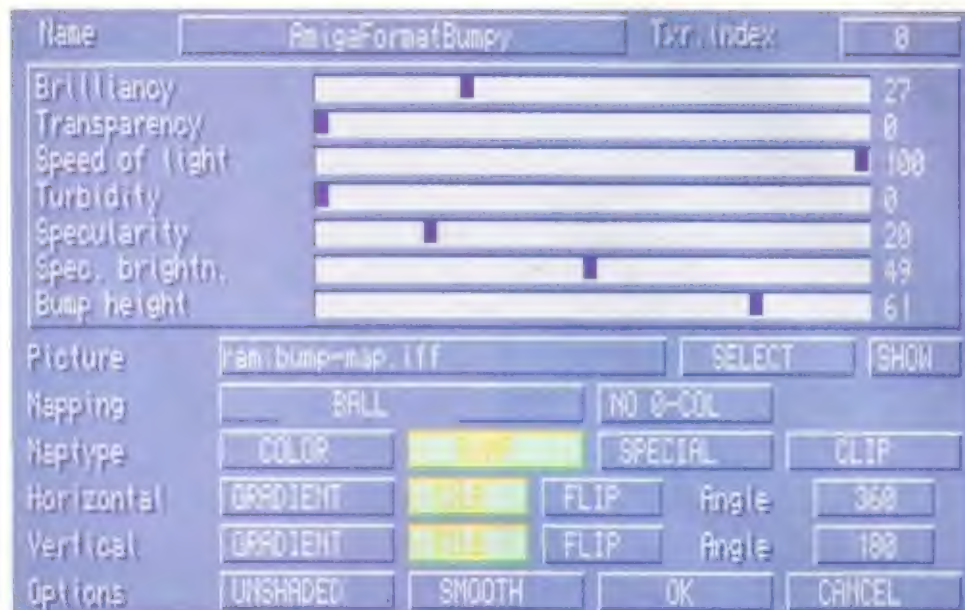 Name AmigaFormatBumpy Txr.index 0
Brilliancy 27
Transparency 0
Speed of light 100
Turbidity 0
Specularity 20
Spec. brightn. 49
Bump height 61
Picture ram:bump-map.iff SELECT SHOW
Mapping BALL NO 0-COL
Maptype COLOR SPECIAL CLIP
Horizontal GRADIENT FLIP Angle 360
Vertical GRADIENT FLIP Angle 180
Options UNSHADED SMOOTH OK CANCEL